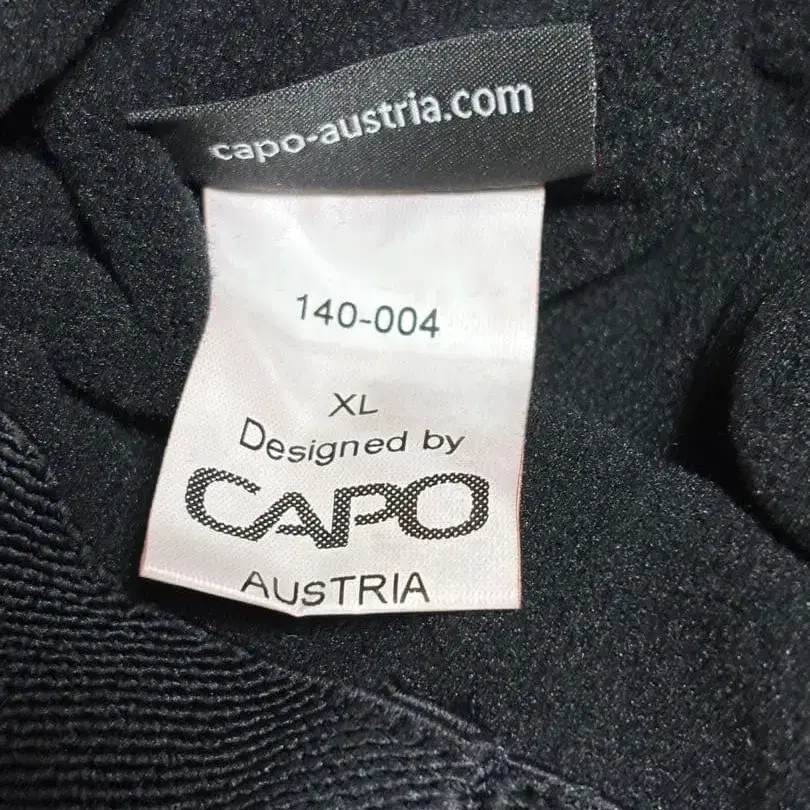 capo-austria.com
140-004
XL
Designed by
CAPO
AUSTRIA